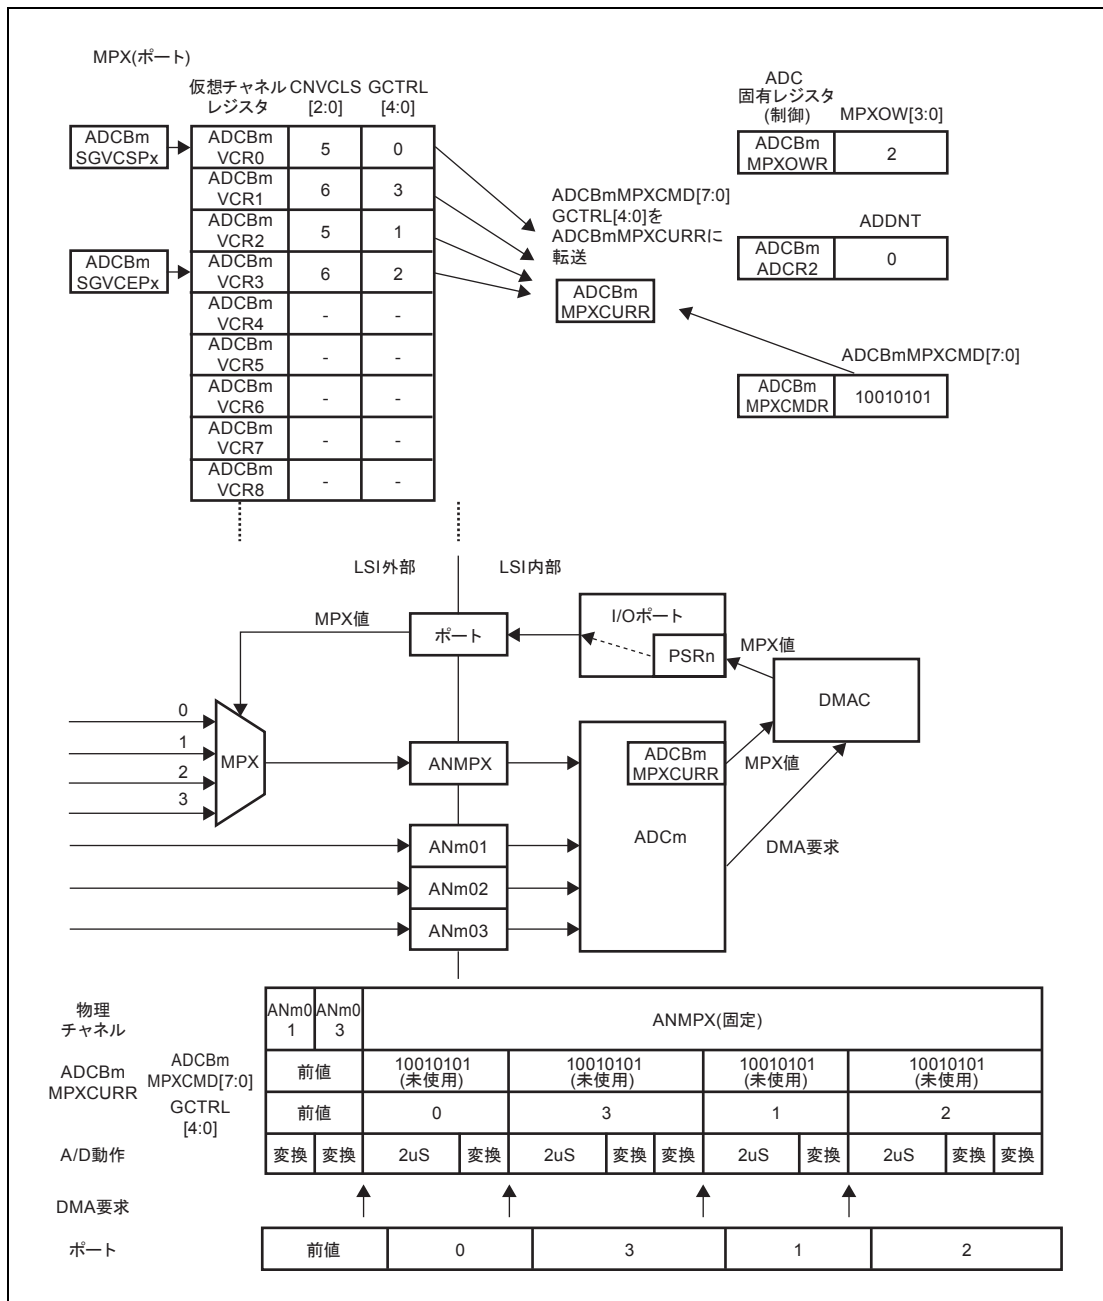 MPX(ポート)
仮想チャネル CNVCLS GCTRL
レジスタ [2:0] [4:0]
ADCBm
SGVCSPx
ADCBm
VCR0 5 0
ADCBm
VCR1 6 3
ADCBm
VCR2 5 1
ADCBm
SGVCEPx
ADCBm
VCR3 6 2
ADCBm
VCR4 - -
ADCBm
VCR5 - -
ADCBm
VCR6 - -
ADCBm
VCR7 - -
ADCBm
VCR8 - -
ADCBmMPXCMD[7:0]
GCTRL[4:0]を
ADCBmMPXCURRに
転送
ADCBm
MPXCURR
ADC
固有レジスタ
(制御) MPXOW[3:0]
ADCBm
MPXOWR 2
ADDNT
ADCBm
ADCR2 0
ADCBmMPXCMD[7:0]
ADCBm
MPXCMDR 10010101
LSI外部 LSI内部
MPX値
ポート
I/Oポート
PSRn
MPX値
DMAC
0
1
2
3
MPX
ANMPX
ADCBm
MPXCURR
MPX値
ADCm
DMA要求
ANm01
ANm02
ANm03
物理
チャネル
ANm0
1
ANm0
3
ANMPX(固定)
ADCBm
MPXCURR
ADCBm
MPXCMD[7:0]
前値
10010101
(未使用)
10010101
(未使用)
10010101
(未使用)
10010101
(未使用)
GCTRL
[4:0]
前値 0 3 1 2
A/D動作 変換 変換 2uS 変換 2uS 変換 変換 2uS 変換 2uS 変換 変換
DMA要求
ポート 前値 0 3 1 2